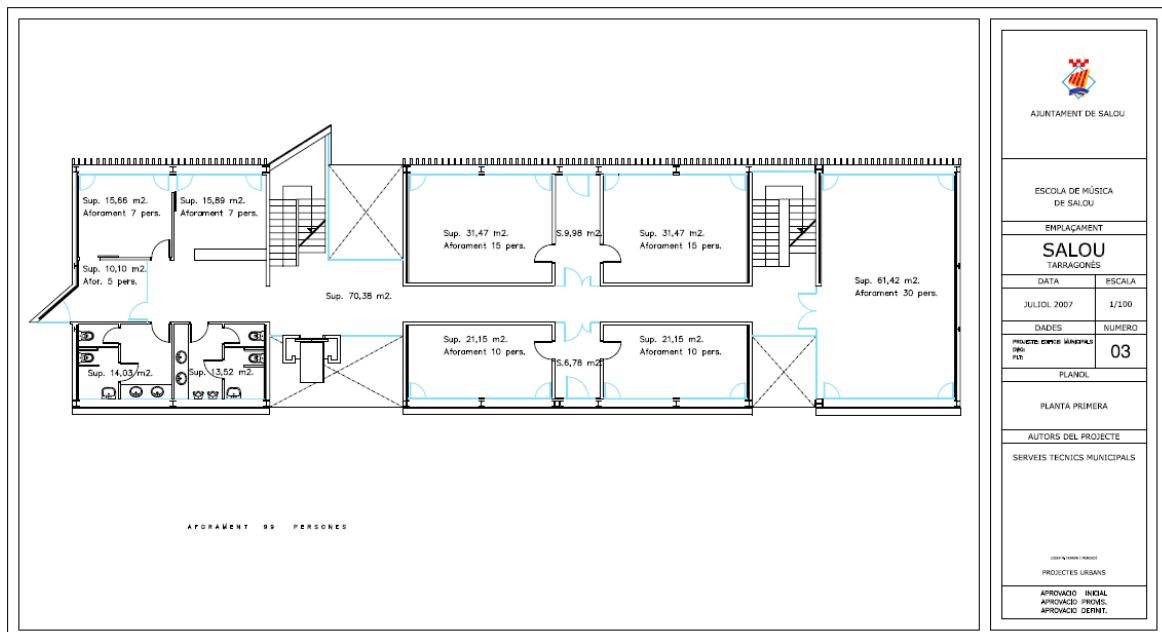 Sup. 15,66 m2.
Aforament 7 pers.
Sup. 15,89 m2.
Aforament 7 pers.
Sup. 10,10 m2.
Afor. 5 pers.
Sup. 70,38 m2.
Sup. 14,03 m2.
Sup. 13,52 m2.
Sup. 31,47 m2.
Aforament 15 pers.
S.9,98 m2.
Sup. 31,47 m2.
Aforament 15 pers.
Sup. 21,15 m2.
Aforament 10 pers.
S.6,78 m2.
Sup. 21,15 m2.
Aforament 10 pers.
Sup. 61,42 m2.
Aforament 30 pers.
AFORAMENT 99 PERSONES
AJUNTAMENT DE SALOU
ESCOLA DE MÚSICA
DE SALOU
EMPLAÇAMENT
SALOU
TARRAGONÈS
DATA
ESCALA
JULIOL 2007
1/100
DADES
NUMERO
PROJECTE: EDIFICIS MUNICIPALS
PLT:
03
PLANOL
PLANTA PRIMERA
AUTORS DEL PROJECTE
SERVEIS TECNICS MUNICIPALS
PROJECTES URBANS
APROVACIO INICIAL
APROVACIO PROVIS.
APROVACIO DEFINIT.